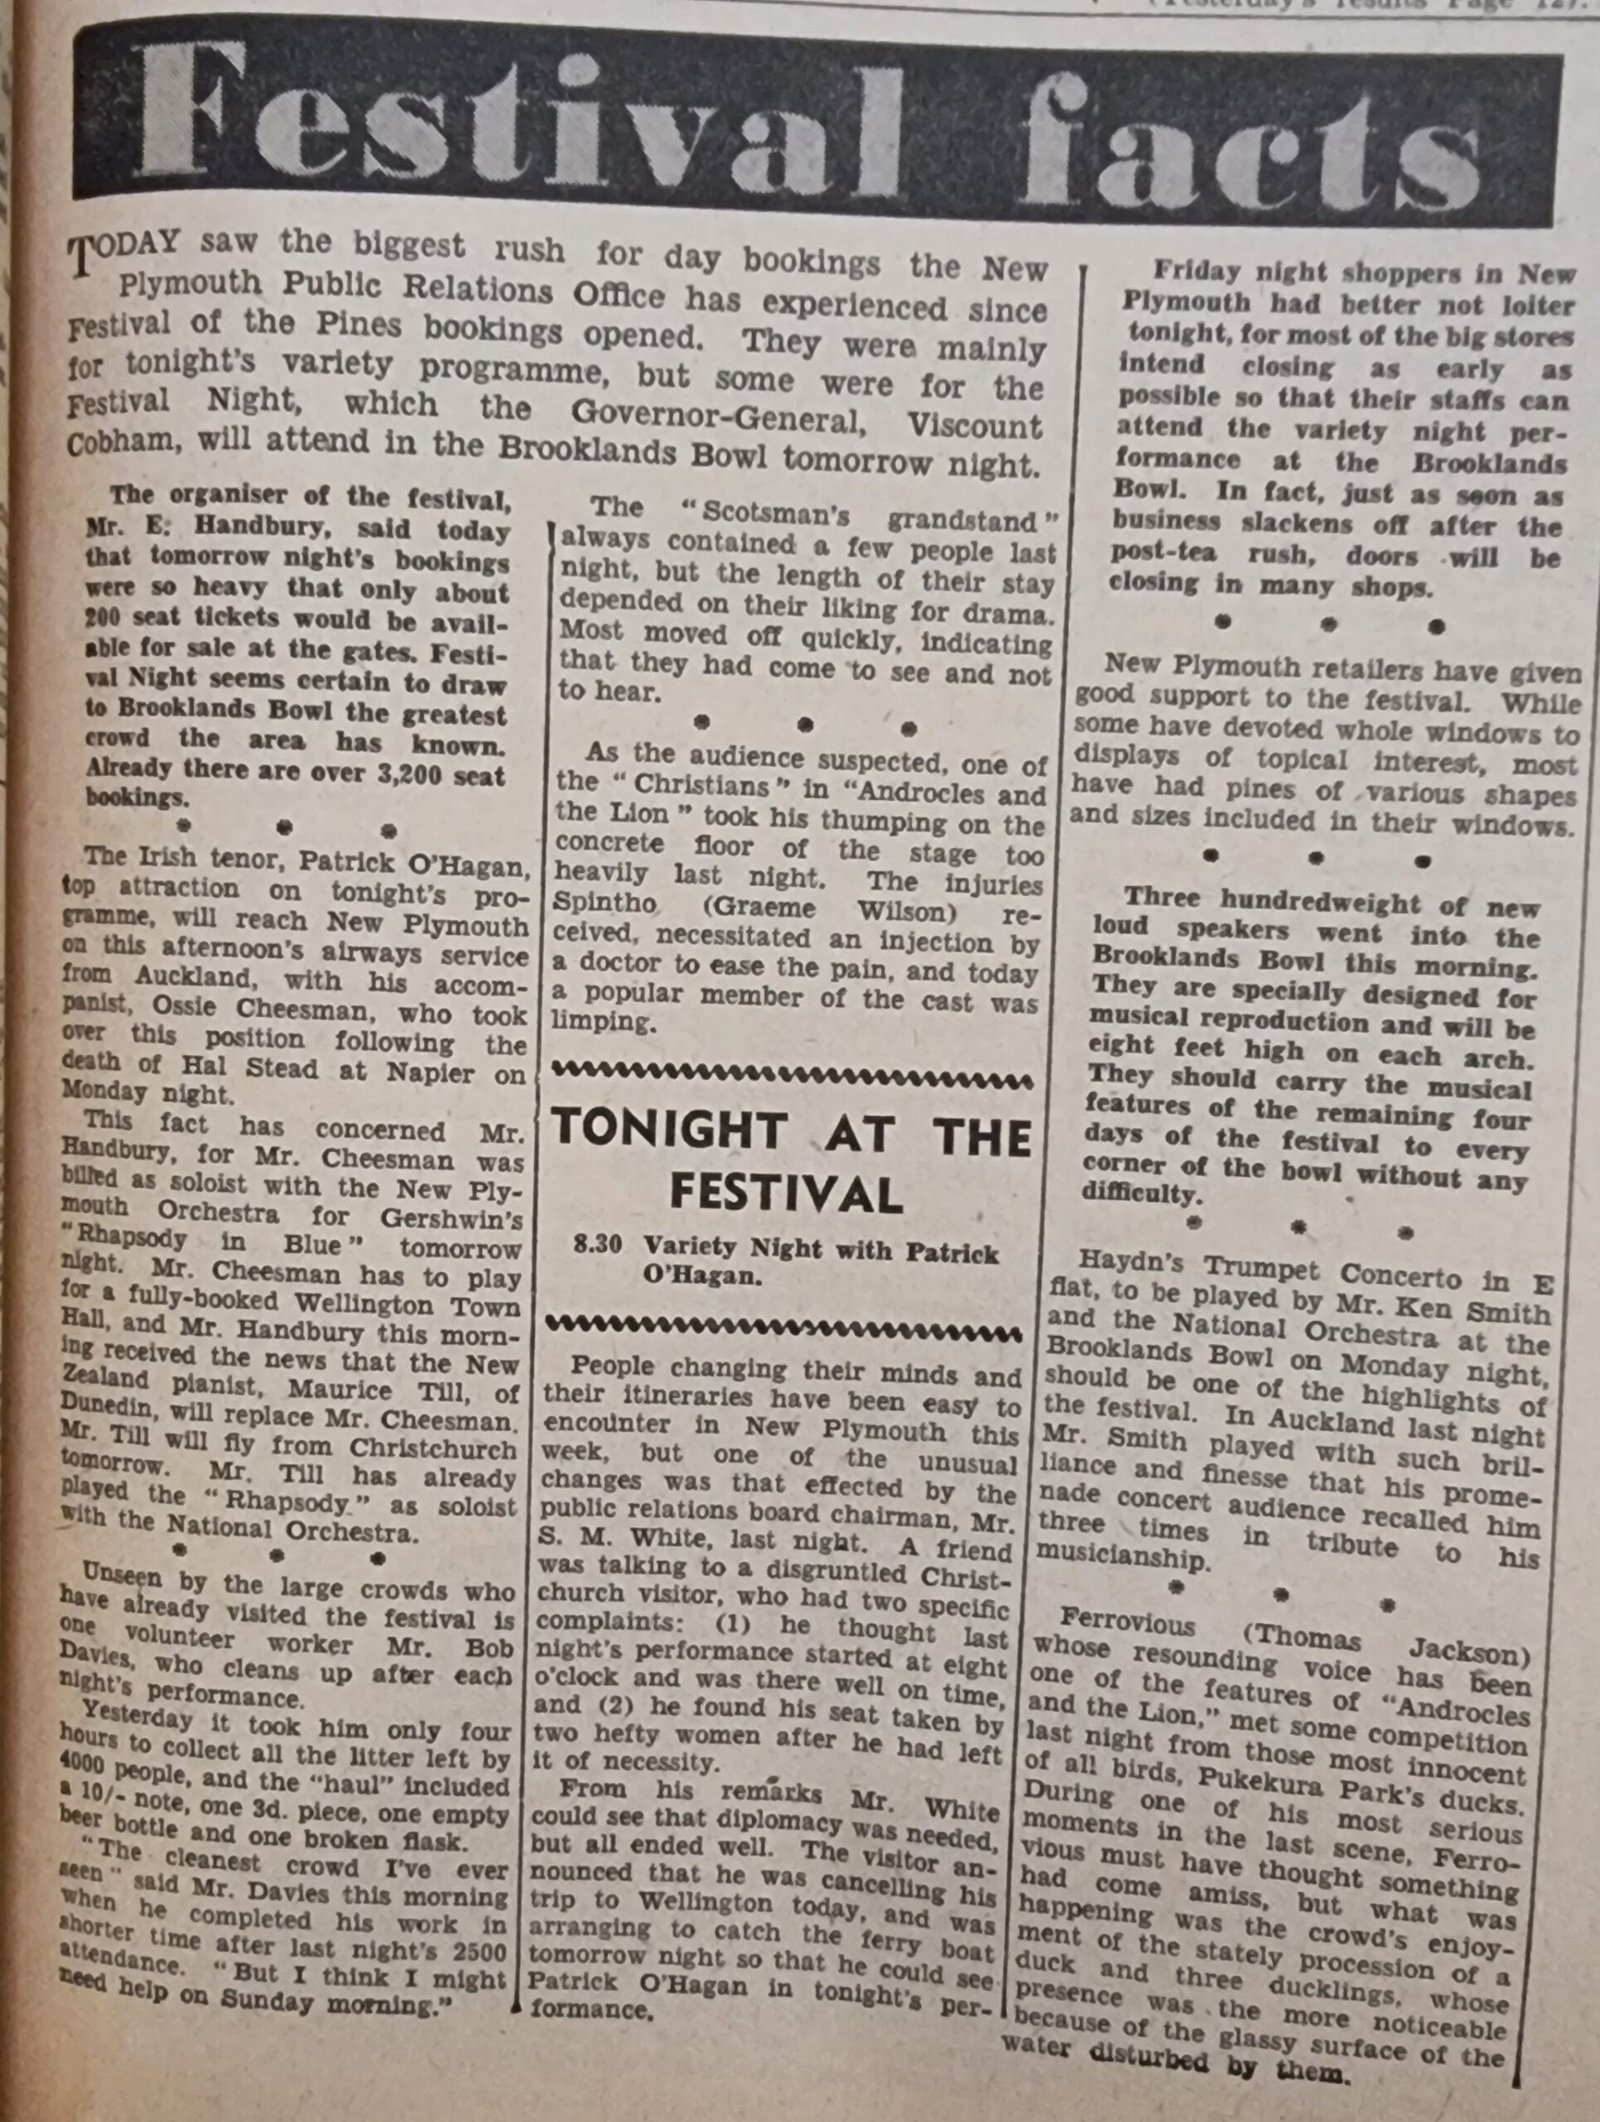 (Yesterday's results Page 12).
Festival facts
TODAY saw the biggest rush for day bookings the New
Plymouth Public Relations Office has experienced since
Festival of the Pines bookings opened. They were mainly
for tonight's variety programme, but some were for the
Festival Night, which the Governor-General, Viscount
Cobham, will attend in the Brooklands Bowl tomorrow night.
The organiser of the festival,
Mr. E. Handbury, said today
that tomorrow night's bookings
were so heavy that only about
200 seat tickets would be avail-
able for sale at the gates. Festi-
val Night seems certain to draw
to Brooklands Bowl the greatest
crowd the area has known.
Already there are over 3,200 seat
bookings.
The Irish tenor, Patrick O'Hagan,
top attraction on tonight's pro-
gramme, will reach New Plymouth
on this afternoon's airways service
from Auckland, with his accom-
panist, Ossie Cheesman, who took
over this position following the
death of Hal Stead at Napier on
Monday night.
This fact has concerned Mr.
Handbury, for Mr. Cheesman was
billed as soloist with the New Ply-
mouth Orchestra for Gershwin's
"Rhapsody in Blue" tomorrow
night. Mr. Cheesman has to play
for a fully-booked Wellington Town
Hall, and Mr. Handbury this morn-
ing received the news that the New
Zealand pianist, Maurice Till, of
Dunedin, will replace Mr. Cheesman.
Mr. Till will fly from Christchurch
tomorrow. Mr. Till has already
played the "Rhapsody" as soloist
with the National Orchestra.
Unseen by the large crowds who
have already visited the festival is
one volunteer worker Mr. Bob
Davies, who cleans up after each
night's performance.
Yesterday it took him only four
hours to collect all the litter left by
4000 people, and the "haul" included
a 10/- note, one 3d. piece, one empty
beer bottle and one broken flask.
"The cleanest crowd I've ever
seen" said Mr. Davies this morning
when he completed his work in
shorter time after last night's 2500
attendance. "But I think I might
need help on Sunday morning."
The "Scotsman's grandstand"
always contained a few people last
night, but the length of their stay
depended on their liking for drama.
Most moved off quickly, indicating
that they had come to see and not
to hear.
As the audience suspected, one of
the "Christians" in "Androcles and
the Lion" took his thumping on the
concrete floor of the stage too
heavily last night. The injuries
Spintho (Graeme Wilson) re-
ceived, necessitated an injection by
a doctor to ease the pain, and today
a popular member of the cast was
limping.
TONIGHT AT THE
FESTIVAL
8.30 Variety Night with Patrick
O'Hagan.
People changing their minds and
their itineraries have been easy to
encounter in New Plymouth this
week, but one of the unusual
changes was that effected by the
public relations board chairman, Mr.
S. M. White, last night. A friend
was talking to a disgruntled Christ-
church visitor, who had two specific
complaints: (1) he thought last
night's performance started at eight
o'clock and was there well on time,
and (2) he found his seat taken by
two hefty women after he had left
it of necessity.
From his remarks Mr. White
could see that diplomacy was needed,
but all ended well. The visitor an-
nounced that he was cancelling his
trip to Wellington today, and was
arranging to catch the ferry boat
tomorrow night so that he could see
Patrick O'Hagan in tonight's per-
formance.
Friday night shoppers in New
Plymouth had better not loiter
tonight, for most of the big stores
intend closing as early as
possible so that their staffs can
attend the variety night per-
formance at the Brooklands
Bowl. In fact, just as soon as
business slackens off after the
post-tea rush, doors will be
closing in many shops.
New Plymouth retailers have given
good support to the festival. While
some have devoted whole windows to
displays of topical interest, most
have had pines of various shapes
and sizes included in their windows.
Three hundredweight of new
loud speakers went into the
Brooklands Bowl this morning.
They are specially designed for
musical reproduction and will be
eight feet high on each arch.
They should carry the musical
features of the remaining four
days of the festival to every
corner of the bowl without any
difficulty.
Haydn's Trumpet Concerto in E
flat, to be played by Mr. Ken Smith
and the National Orchestra at the
Brooklands Bowl on Monday night,
should be one of the highlights of
the festival. In Auckland last night
Mr. Smith played with such bril-
liance and finesse that his prome-
nade concert audience recalled him
three times in tribute to his
musicianship.
Ferrovious (Thomas Jackson)
whose resounding voice has been
one of the features of "Androcles
and the Lion," met some competition
last night from those most innocent
of all birds, Pukekura Park's ducks.
During one of his most serious
moments in the last scene, Ferro-
vious must have thought something
had come amiss, but what was
happening was the crowd's enjoy-
ment of the stately procession of a
duck and three ducklings, whose
presence was the more noticeable
because of the glassy surface of the
water disturbed by them.